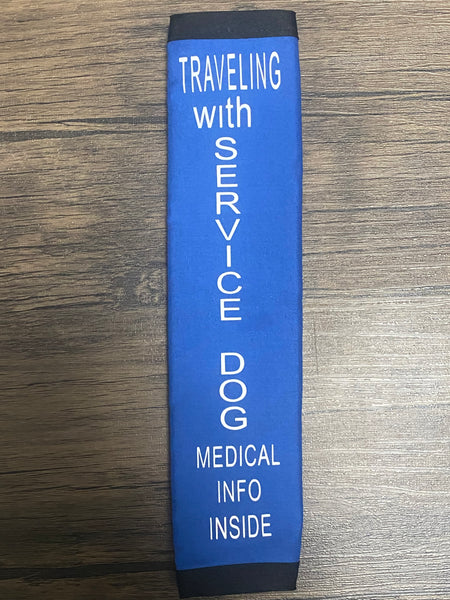 TRAVELING
with
SERVICE DOG
MEDICAL
INFO
INSIDE